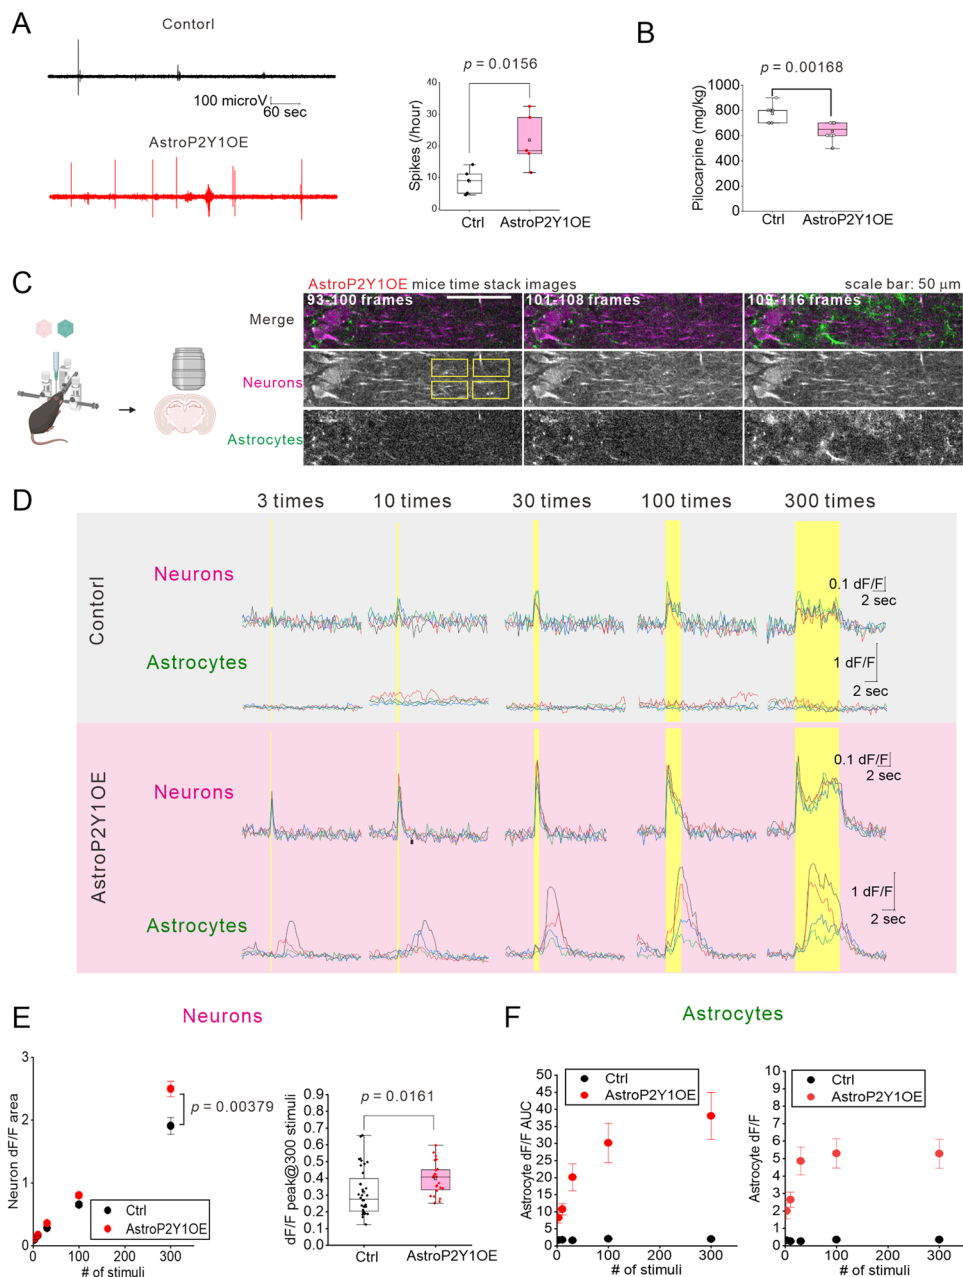 A
Contorl
100 microV
60 sec
AstroP2Y1OE
p = 0.0156
Spikes (/hour)
40
30
20
10
0
Ctrl
AstroP2Y1OE
B
p = 0.00168
Pilocarpine (mg/kg)
1000
800
600
400
200
0
Ctrl
AstroP2Y1OE
C
AstroP2Y1OE mice time stack images
scale bar: 50 µm
93-100 frames
101-108 frames
109-116 frames
Merge
Neurons
Astrocytes
D
3 times
10 times
30 times
100 times
300 times
Contorl
Neurons
0.1 dF/F
2 sec
Astrocytes
1 dF/F
2 sec
AstroP2Y1OE
Neurons
0.1 dF/F
2 sec
Astrocytes
1 dF/F
2 sec
E
Neurons
Neuron dF/F area
3
2
1
0
p = 0.00379
Ctrl
AstroP2Y1OE
0
100
200
300
# of stimuli
dF/F peak@300 stimuli
0.9
0.8
0.7
0.6
0.5
0.4
0.3
0.2
0.1
0.0
p = 0.0161
Ctrl
AstroP2Y1OE
F
Astrocytes
Astrocyte dF/F AUC
50
45
40
35
30
25
20
15
10
5
0
Ctrl
AstroP2Y1OE
0
100
200
300
# of stimuli
Astrocyte dF/F
10
9
8
7
6
5
4
3
2
1
0
Ctrl
AstroP2Y1OE
0
100
200
300
# of stimuli